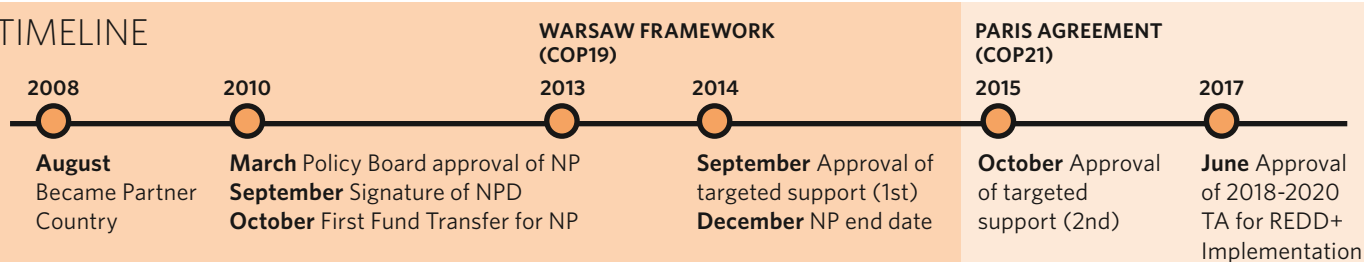 TIMELINE
WARSAW FRAMEWORK
(COP19)
PARIS AGREEMENT
(COP21)
2008
2010
2013
2014
2015
2017
August
Became Partner
Country
March Policy Board approval of NP
September Signature of NPD
October First Fund Transfer for NP
September Approval of
targeted support (1st)
December NP end date
October Approval
of targeted
support (2nd)
June Approval
of 2018-2020
TA for REDD+
Implementation